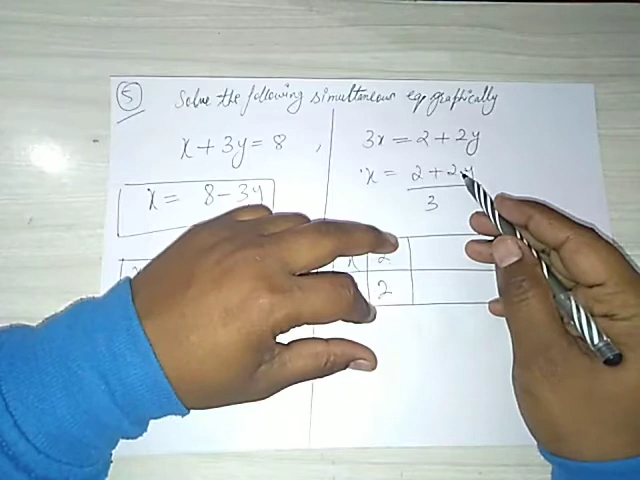 5 Solve the following simultaneous eq graphically
x + 3y = 8 ,
x = 8 - 3y
3x = 2 + 2y
x = 2 + 2y
3
x 2
2